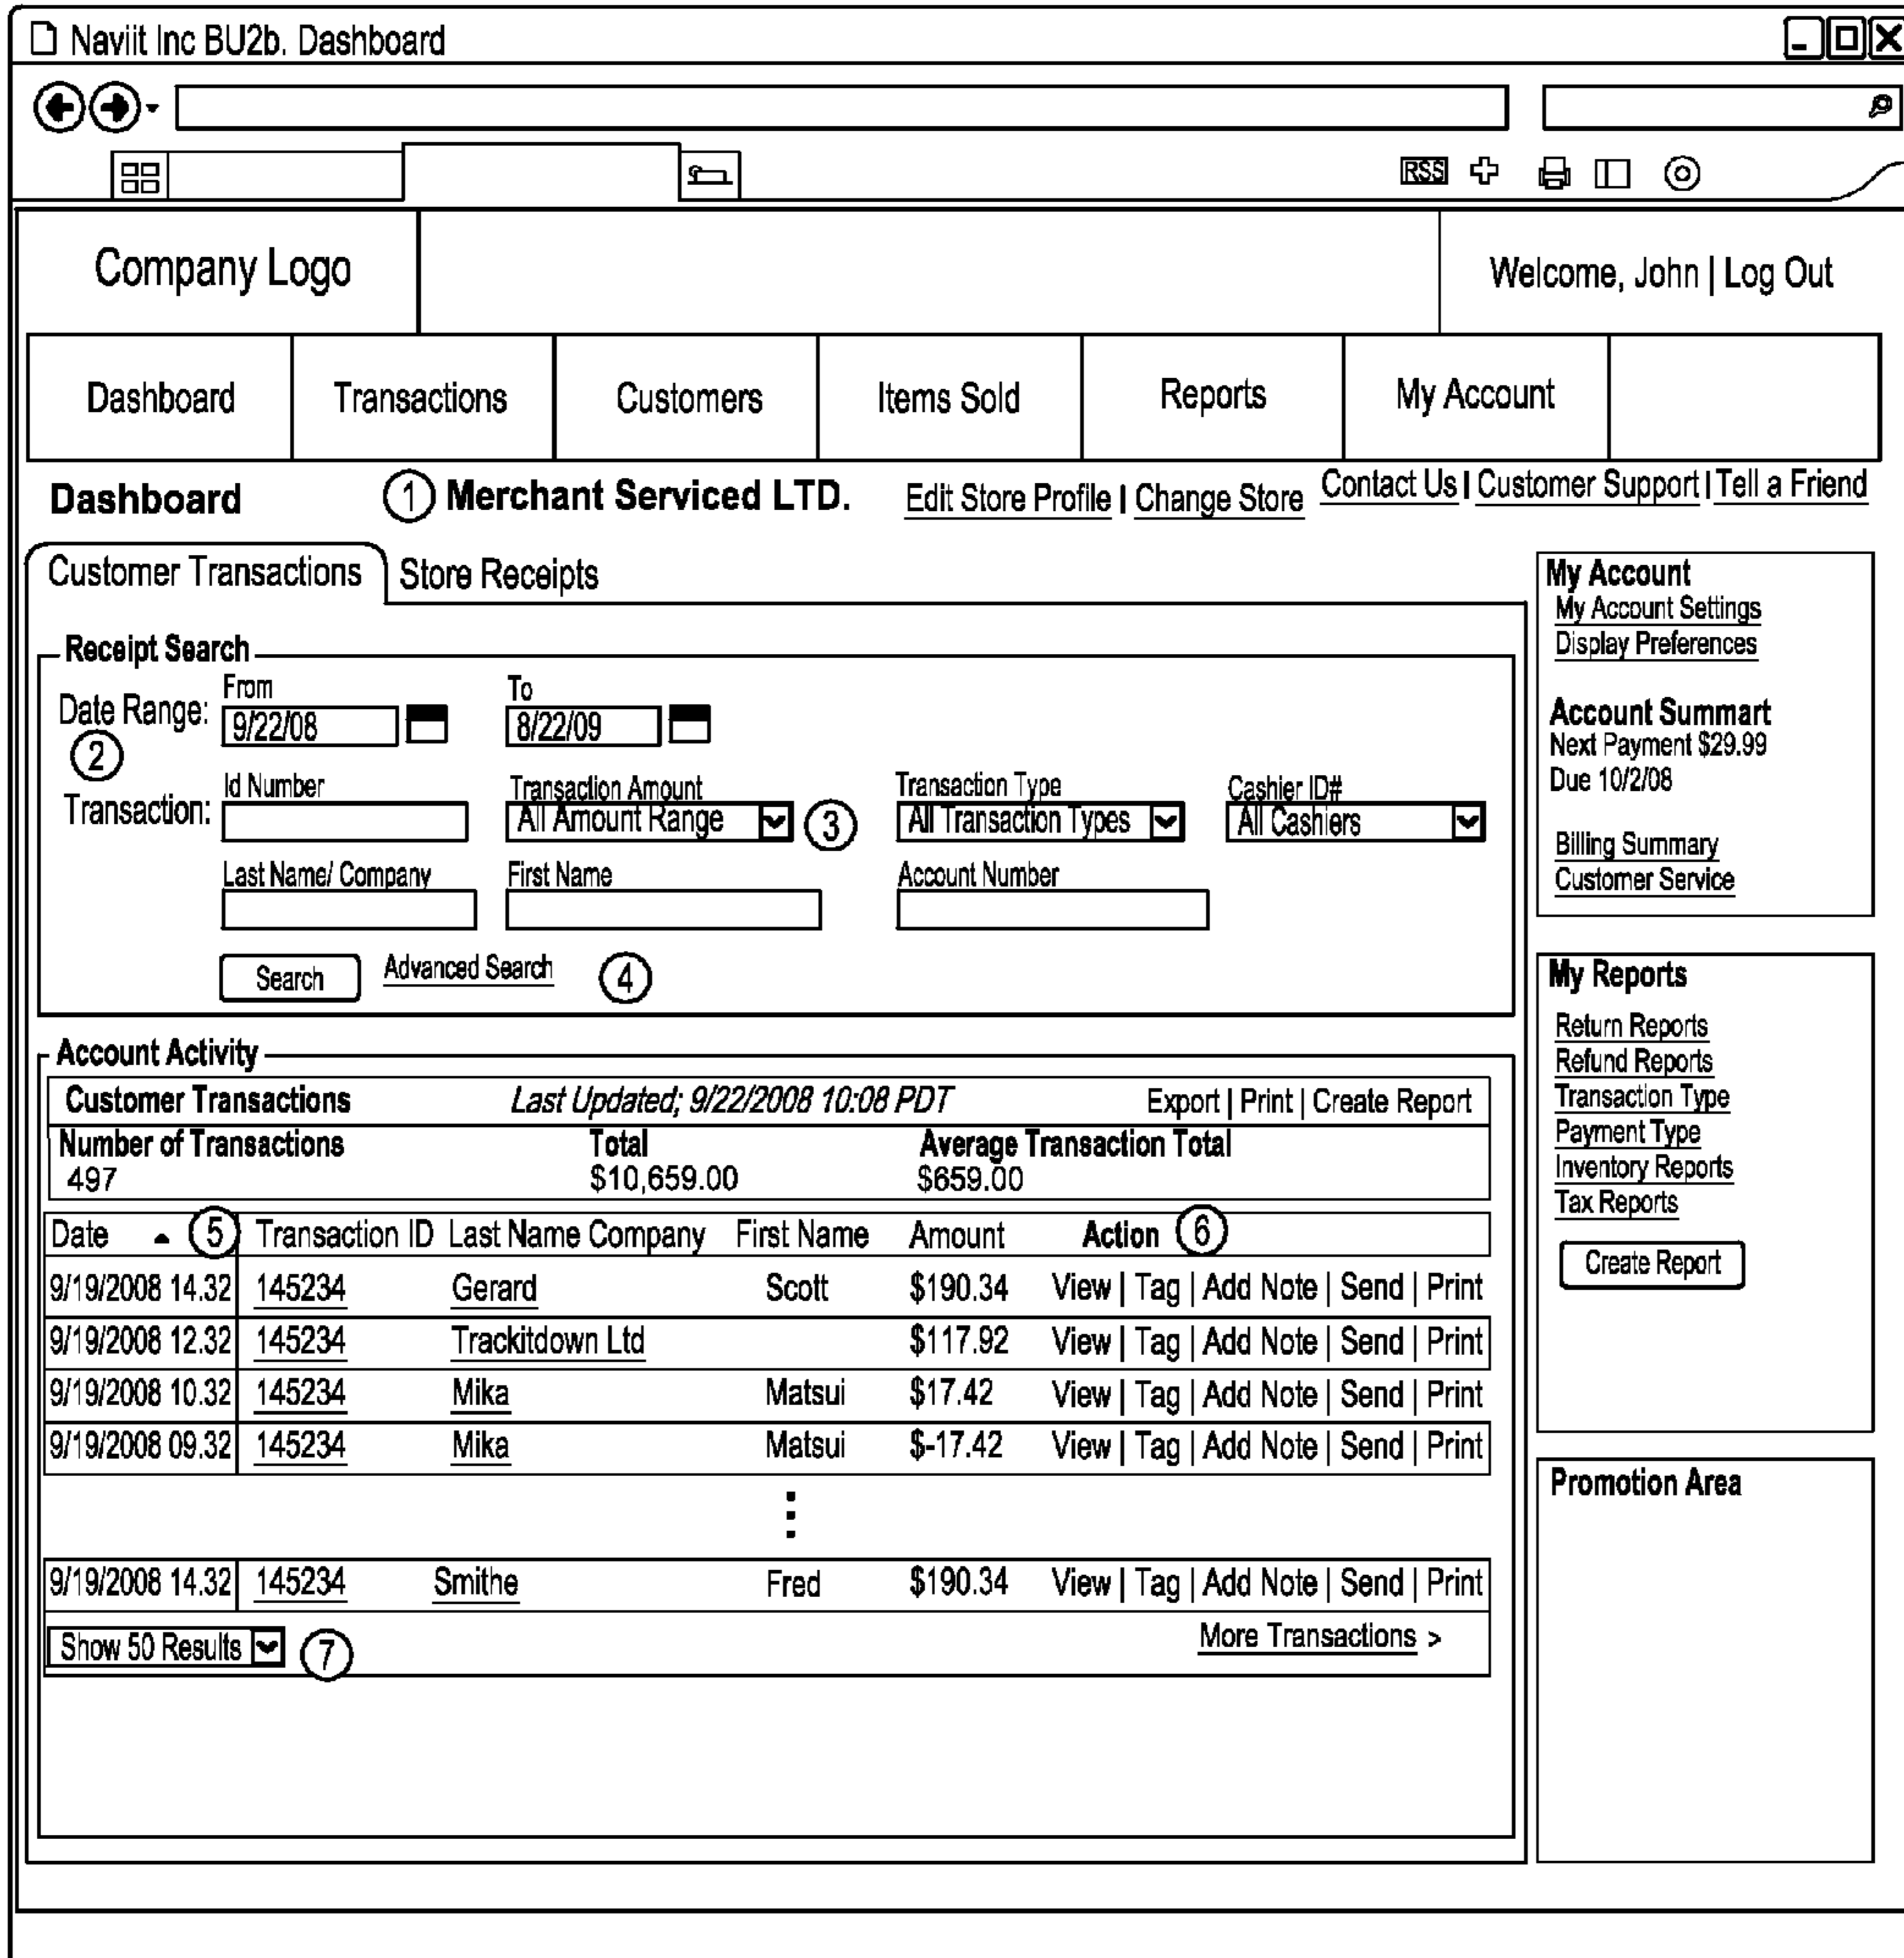 Naviit Inc BU2b. Dashboard
RSS
Company Logo
Welcome, John | Log Out
Dashboard Transactions Customers Items Sold Reports My Account
Dashboard
1 Merchant Serviced LTD.
Edit Store Profile | Change Store
Contact Us | Customer Support | Tell a Friend
Customer Transactions Store Receipts
Receipt Search
From To
Date Range: 9/22/08 8/22/09
2
Id Number Transaction Amount Transaction Type Cashier ID#
Transaction: All Amount Range 3 All Transaction Types All Cashiers
Last Name/ Company First Name Account Number
Search Advanced Search 4
Account Activity
Customer Transactions Last Updated; 9/22/2008 10:08 PDT Export | Print | Create Report
Number of Transactions Total Average Transaction Total
497 $10,659.00 $659.00
Date 5 Transaction ID Last Name Company First Name Amount Action 6
9/19/2008 14.32 145234 Gerard Scott $190.34 View | Tag | Add Note | Send | Print
9/19/2008 12.32 145234 Trackitdown Ltd $117.92 View | Tag | Add Note | Send | Print
9/19/2008 10.32 145234 Mika Matsui $17.42 View | Tag | Add Note | Send | Print
9/19/2008 09.32 145234 Mika Matsui $-17.42 View | Tag | Add Note | Send | Print
9/19/2008 14.32 145234 Smithe Fred $190.34 View | Tag | Add Note | Send | Print
Show 50 Results 7 More Transactions >
My Account
My Account Settings
Display Preferences
Account Summart
Next Payment $29.99
Due 10/2/08
Billing Summary
Customer Service
My Reports
Return Reports
Refund Reports
Transaction Type
Payment Type
Inventory Reports
Tax Reports
Create Report
Promotion Area